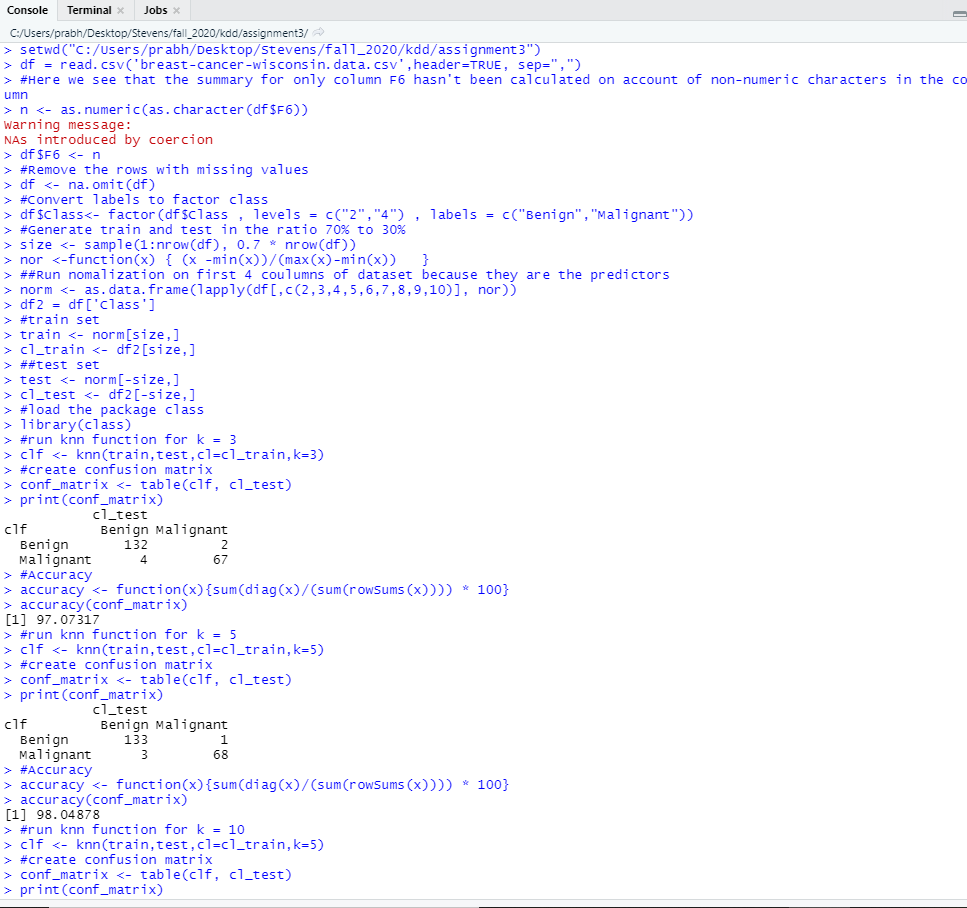 Console Terminal × Jobs ×
C:/Users/prabh/Desktop/Stevens/fall_2020/kdd/assignment3/
> setwd("C:/Users/prabh/Desktop/Stevens/fall_2020/kdd/assignment3")
> df = read.csv('breast-cancer-wisconsin.data.csv',header=TRUE, sep=",")
> #Here we see that the summary for only column F6 hasn't been calculated on account of non-numeric characters in the co
umn
> n <- as.numeric(as.character(df$F6))
Warning message:
NAs introduced by coercion
> df$F6 <- n
> #Remove the rows with missing values
> df <- na.omit(df)
> #Convert labels to factor class
> df$Class<- factor(df$Class , levels = c("2","4") , labels = c("Benign","Malignant"))
> #Generate train and test in the ratio 70% to 30%
> size <- sample(1:nrow(df), 0.7 * nrow(df))
> nor <-function(x) { (x -min(x))/(max(x)-min(x))   }
> ##Run nomalization on first 4 coulumns of dataset because they are the predictors
> norm <- as.data.frame(lapply(df[,c(2,3,4,5,6,7,8,9,10)], nor))
> df2 = df['Class']
> #train set
> train <- norm[size,]
> cl_train <- df2[size,]
> ##test set
> test <- norm[-size,]
> cl_test <- df2[-size,]
> #load the package class
> library(class)
> #run knn function for k = 3
> clf <- knn(train,test,cl=cl_train,k=3)
> #create confusion matrix
> conf_matrix <- table(clf, cl_test)
> print(conf_matrix)
           cl_test
clf         Benign Malignant
  Benign       132         2
  Malignant      4        67
> #Accuracy
> accuracy <- function(x){sum(diag(x)/(sum(rowSums(x)))) * 100}
> accuracy(conf_matrix)
[1] 97.07317
> #run knn function for k = 5
> clf <- knn(train,test,cl=cl_train,k=5)
> #create confusion matrix
> conf_matrix <- table(clf, cl_test)
> print(conf_matrix)
           cl_test
clf         Benign Malignant
  Benign       133         1
  Malignant      3        68
> #Accuracy
> accuracy <- function(x){sum(diag(x)/(sum(rowSums(x)))) * 100}
> accuracy(conf_matrix)
[1] 98.04878
> #run knn function for k = 10
> clf <- knn(train,test,cl=cl_train,k=5)
> #create confusion matrix
> conf_matrix <- table(clf, cl_test)
> print(conf_matrix)